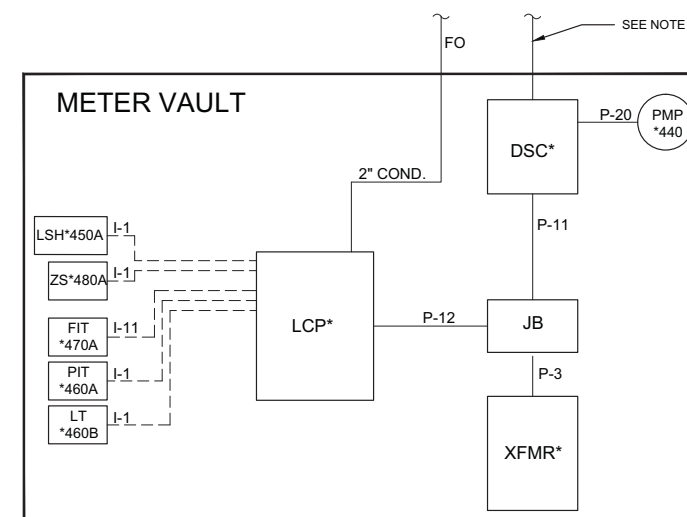 SEE NOTE
FO
METER VAULT
P-20
PMP
*440
DSC*
2" COND.
P-11
LSH*450A
I-1
ZS*480A
I-1
FIT
*470A
I-11
LCP*
P-12
JB
PIT
*460A
I-1
P-3
LT
*460B
I-1
XFMR*